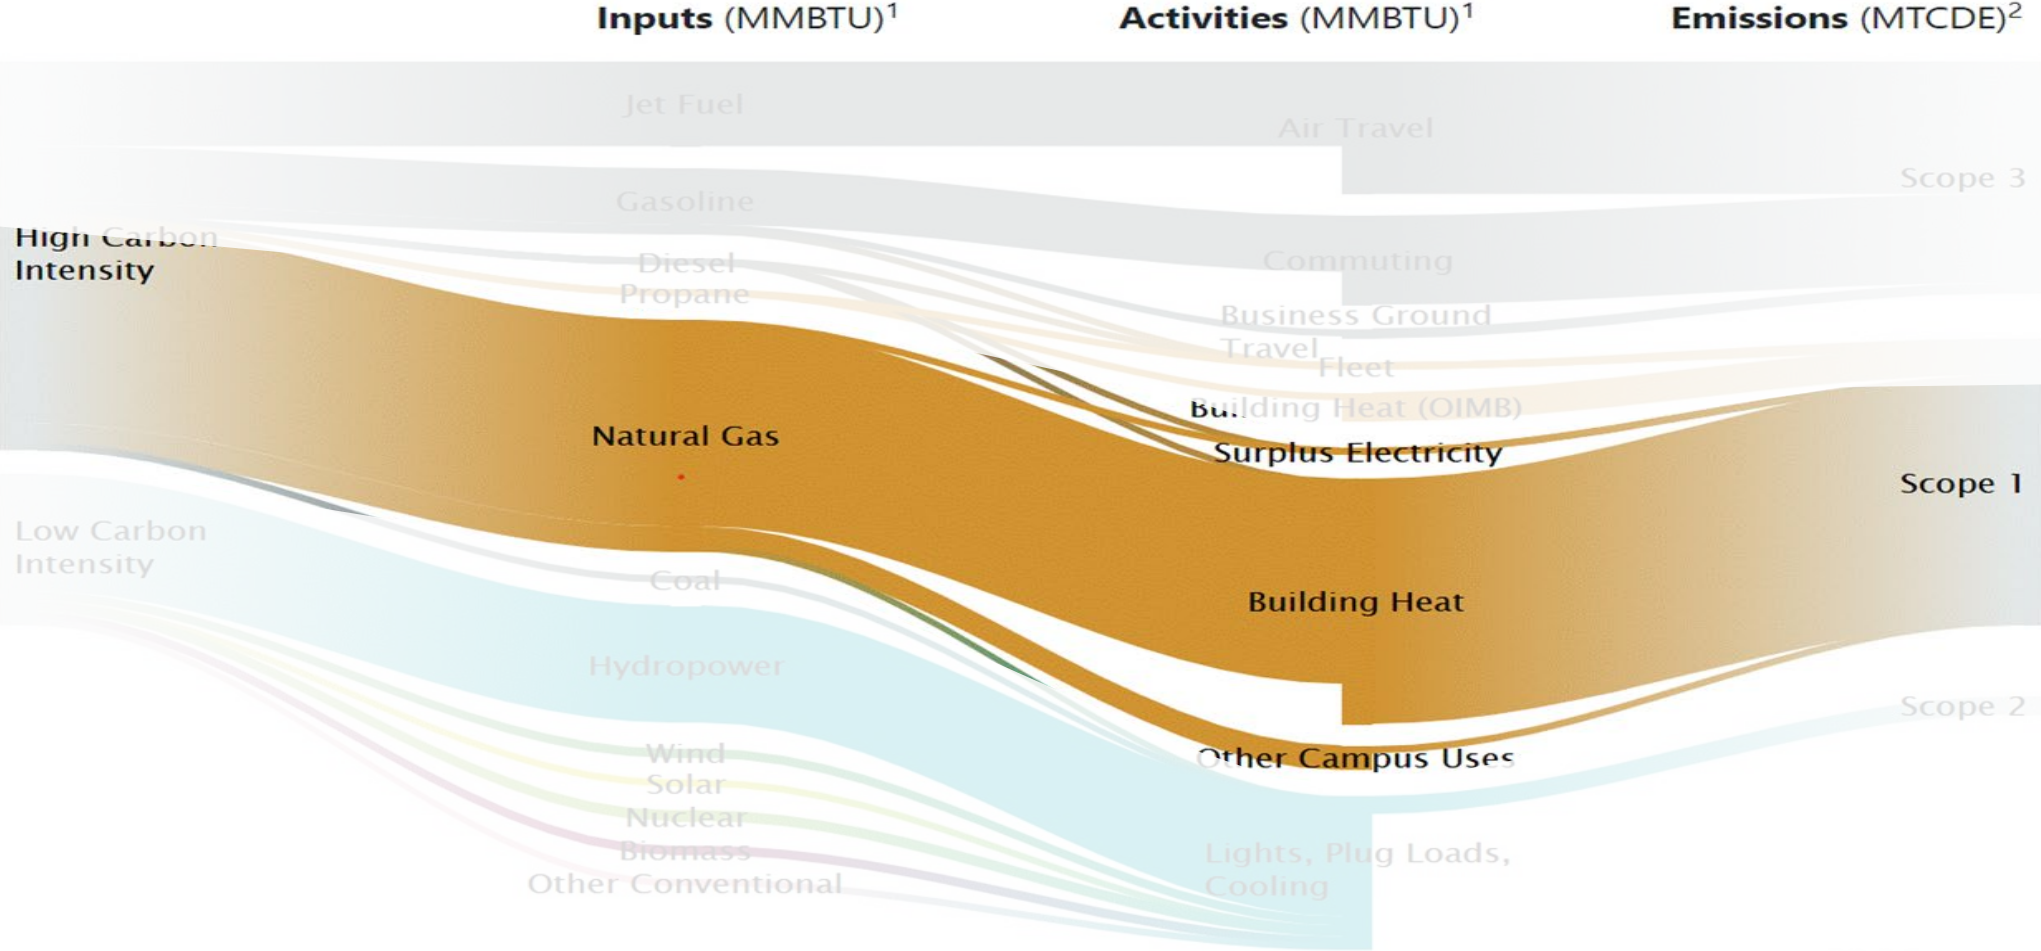 Inputs (MMBTU)¹
Activities (MMBTU)¹
Emissions (MTCDE)²
Jet Fuel
Air Travel
Scope 3
Gasoline
High Carbon
Intensity
Diesel
Commuting
Propane
Business Ground
Travel
Fleet
Building Heat (OIMB)
Natural Gas
Surplus Electricity
Scope 1
Low Carbon
Intensity
Coal
Building Heat
Hydropower
Scope 2
Wind
Other Campus Uses
Solar
Nuclear
Biomass
Lights, Plug Loads,
Cooling
Other Conventional